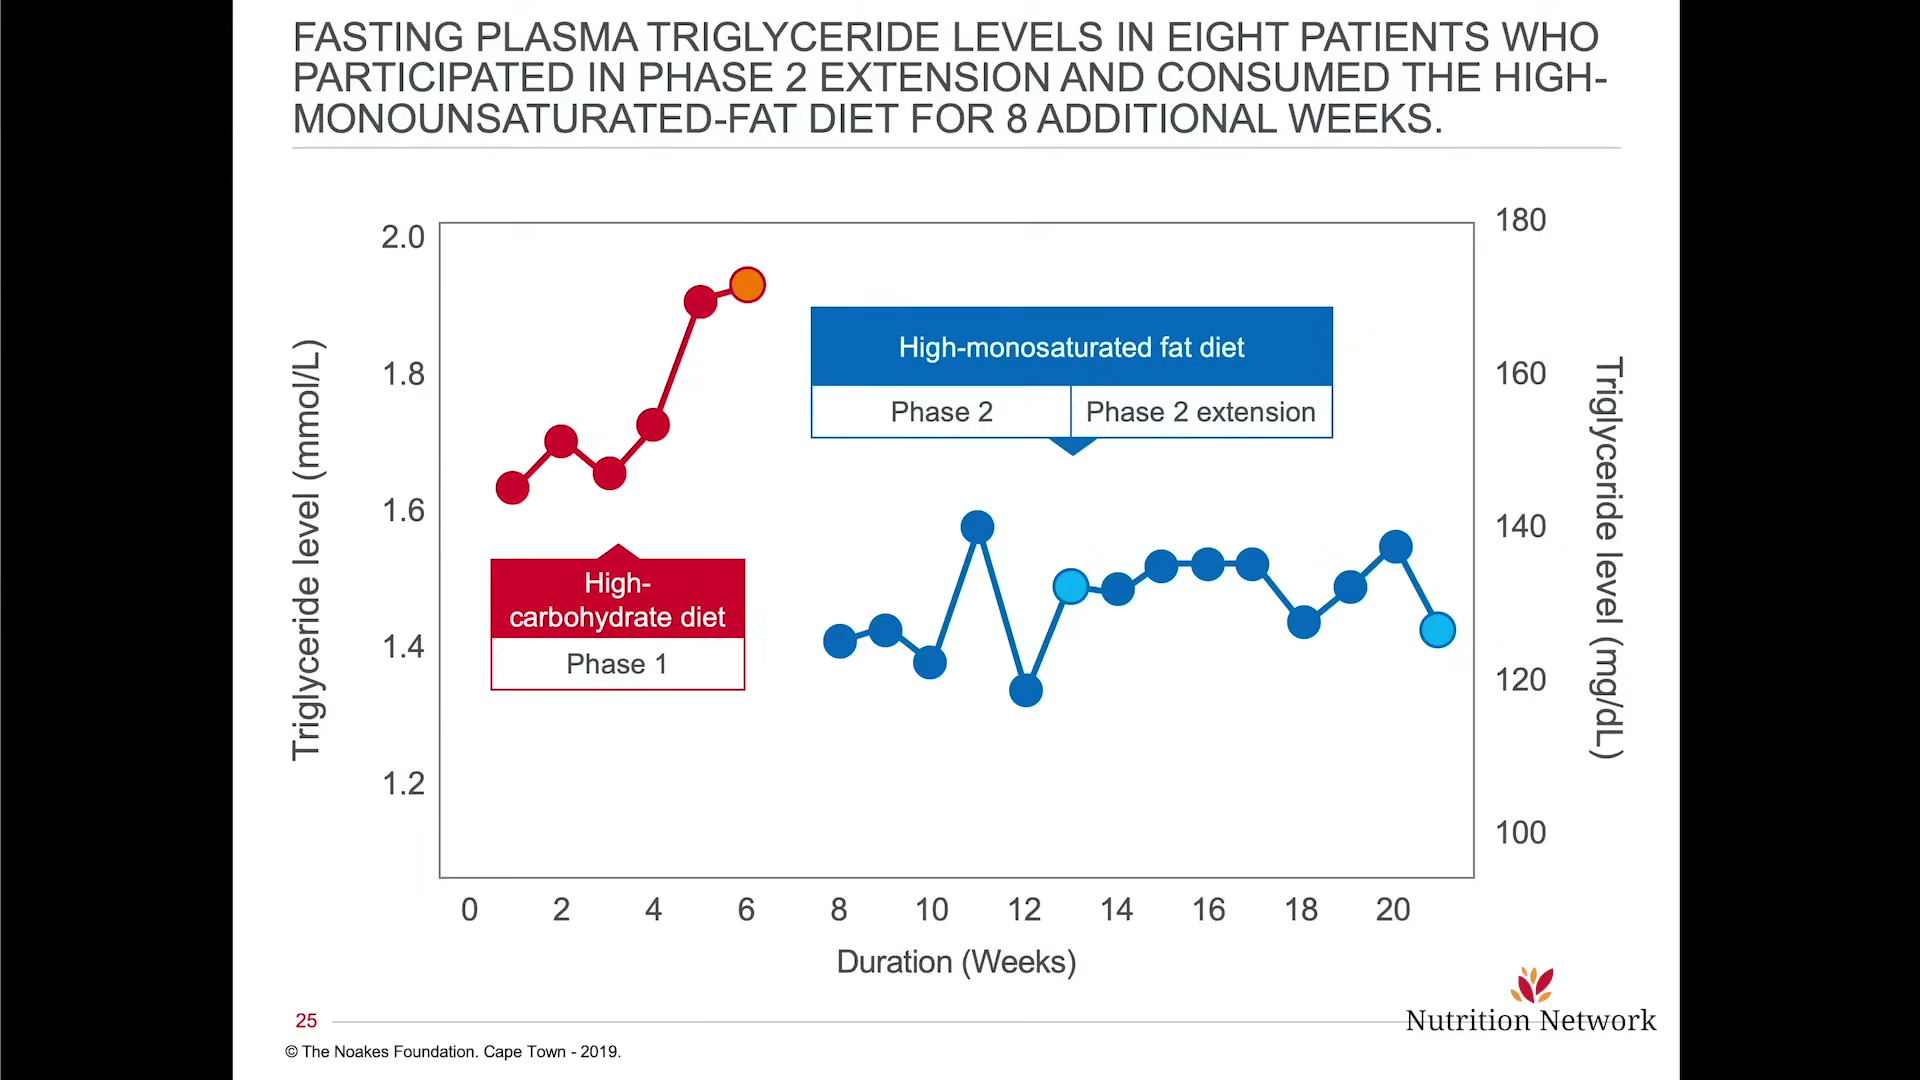 FASTING PLASMA TRIGLYCERIDE LEVELS IN EIGHT PATIENTS WHO
PARTICIPATED IN PHASE 2 EXTENSION AND CONSUMED THE HIGH-
MONOUNSATURATED-FAT DIET FOR 8 ADDITIONAL WEEKS.
Triglyceride level (mmol/L)
2.0
1.8
1.6
1.4
1.2
High-
carbohydrate diet
Phase 1
High-monosaturated fat diet
Phase 2
Phase 2 extension
180
160
140
120
100
Triglyceride level (mg/dL)
0 2 4 6 8 10 12 14 16 18 20
Duration (Weeks)
25
Nutrition Network
© The Noakes Foundation. Cape Town - 2019.